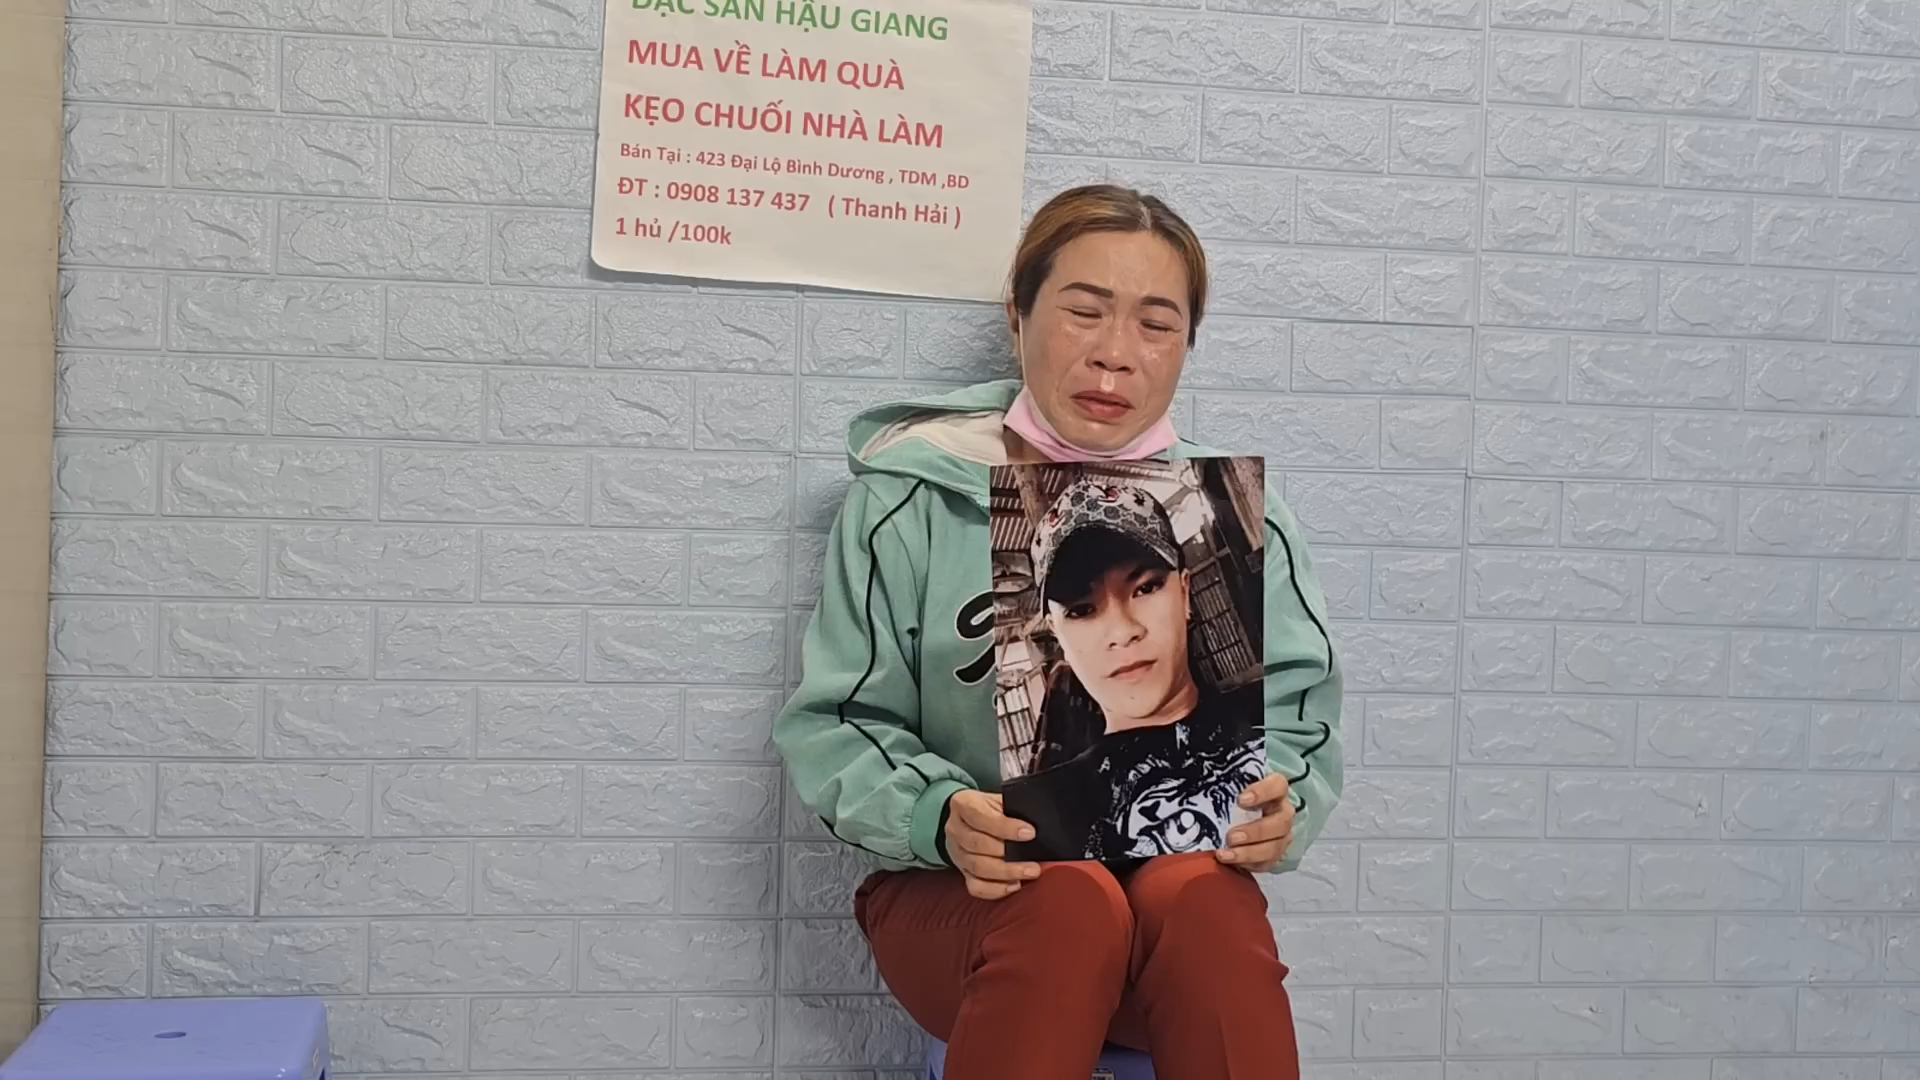 ĐẶC SẢN HẬU GIANG
MUA VỀ LÀM QUÀ
KẸO CHUỐI NHÀ LÀM
Bán Tại : 423 Đại Lộ Bình Dương , TDM ,BD
ĐT : 0908 137 437 ( Thanh Hải )
1 hủ /100k